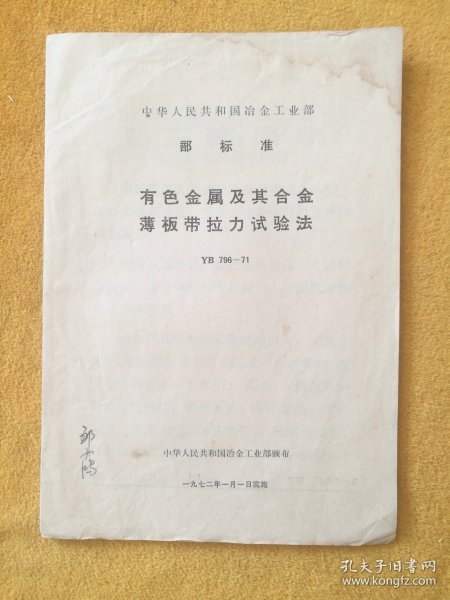 中华人民共和国冶金工业部
部 标 准
有色金属及其合金
薄板带拉力试验法
YB 796—71
中华人民共和国冶金工业部颁布
一九七二年一月一日实施
孔夫子旧书网
www.kongfz.com